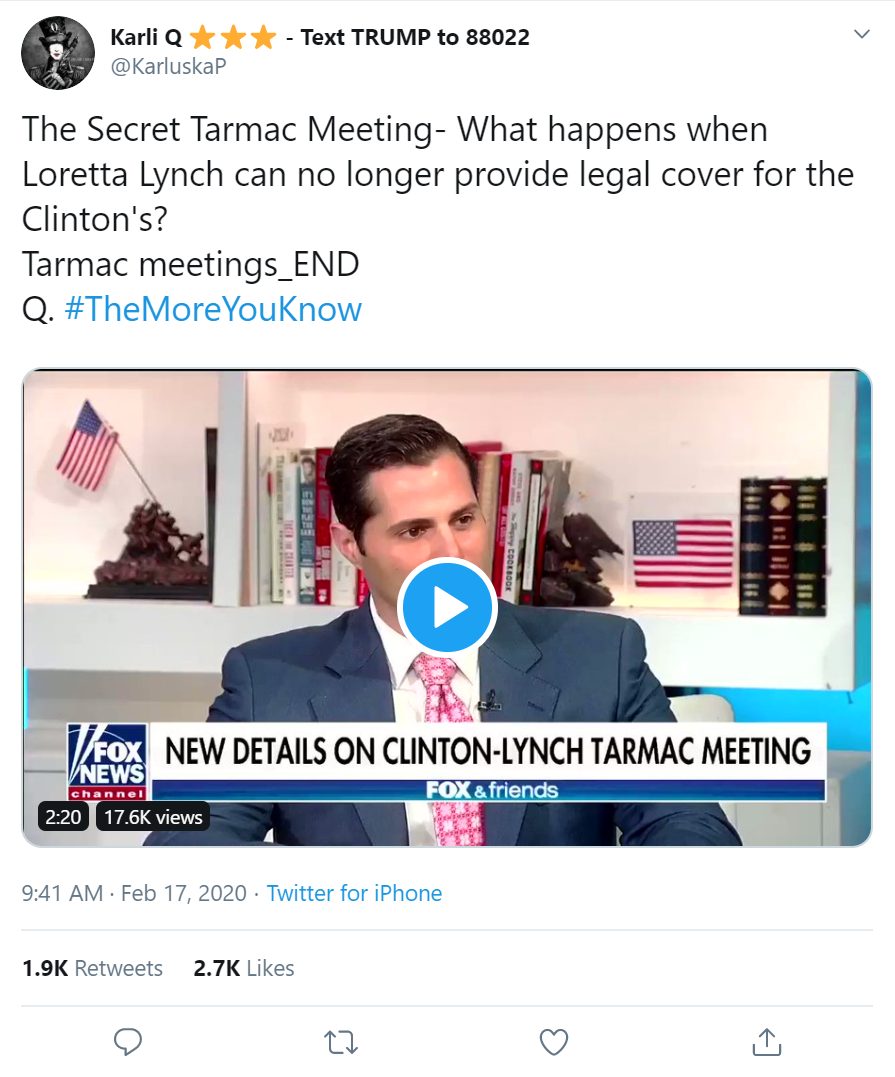 Karli Q ⭐⭐⭐ - Text TRUMP to 88022
@KarluskaP
The Secret Tarmac Meeting- What happens when
Loretta Lynch can no longer provide legal cover for the
Clinton's?
Tarmac meetings_END
Q. #TheMoreYouKnow
COOKBOOK
FOX
NEWS
channel
NEW DETAILS ON CLINTON-LYNCH TARMAC MEETING
FOX & friends
2:20 17.6K views
9:41 AM · Feb 17, 2020 · Twitter for iPhone
1.9K Retweets 2.7K Likes